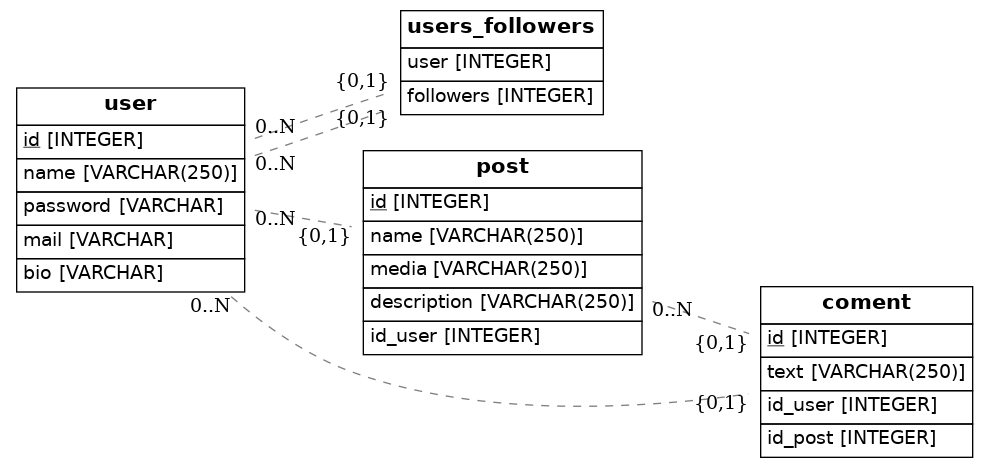 users_followers
user [INTEGER]
followers [INTEGER]
{0,1}
{0,1}
0..N
0..N
user
id [INTEGER]
name [VARCHAR(250)]
password [VARCHAR]
mail [VARCHAR]
bio [VARCHAR]
0..N
{0,1}
0..N
post
id [INTEGER]
name [VARCHAR(250)]
media [VARCHAR(250)]
description [VARCHAR(250)]
id_user [INTEGER]
0..N
{0,1}
{0,1}
coment
id [INTEGER]
text [VARCHAR(250)]
id_user [INTEGER]
id_post [INTEGER]